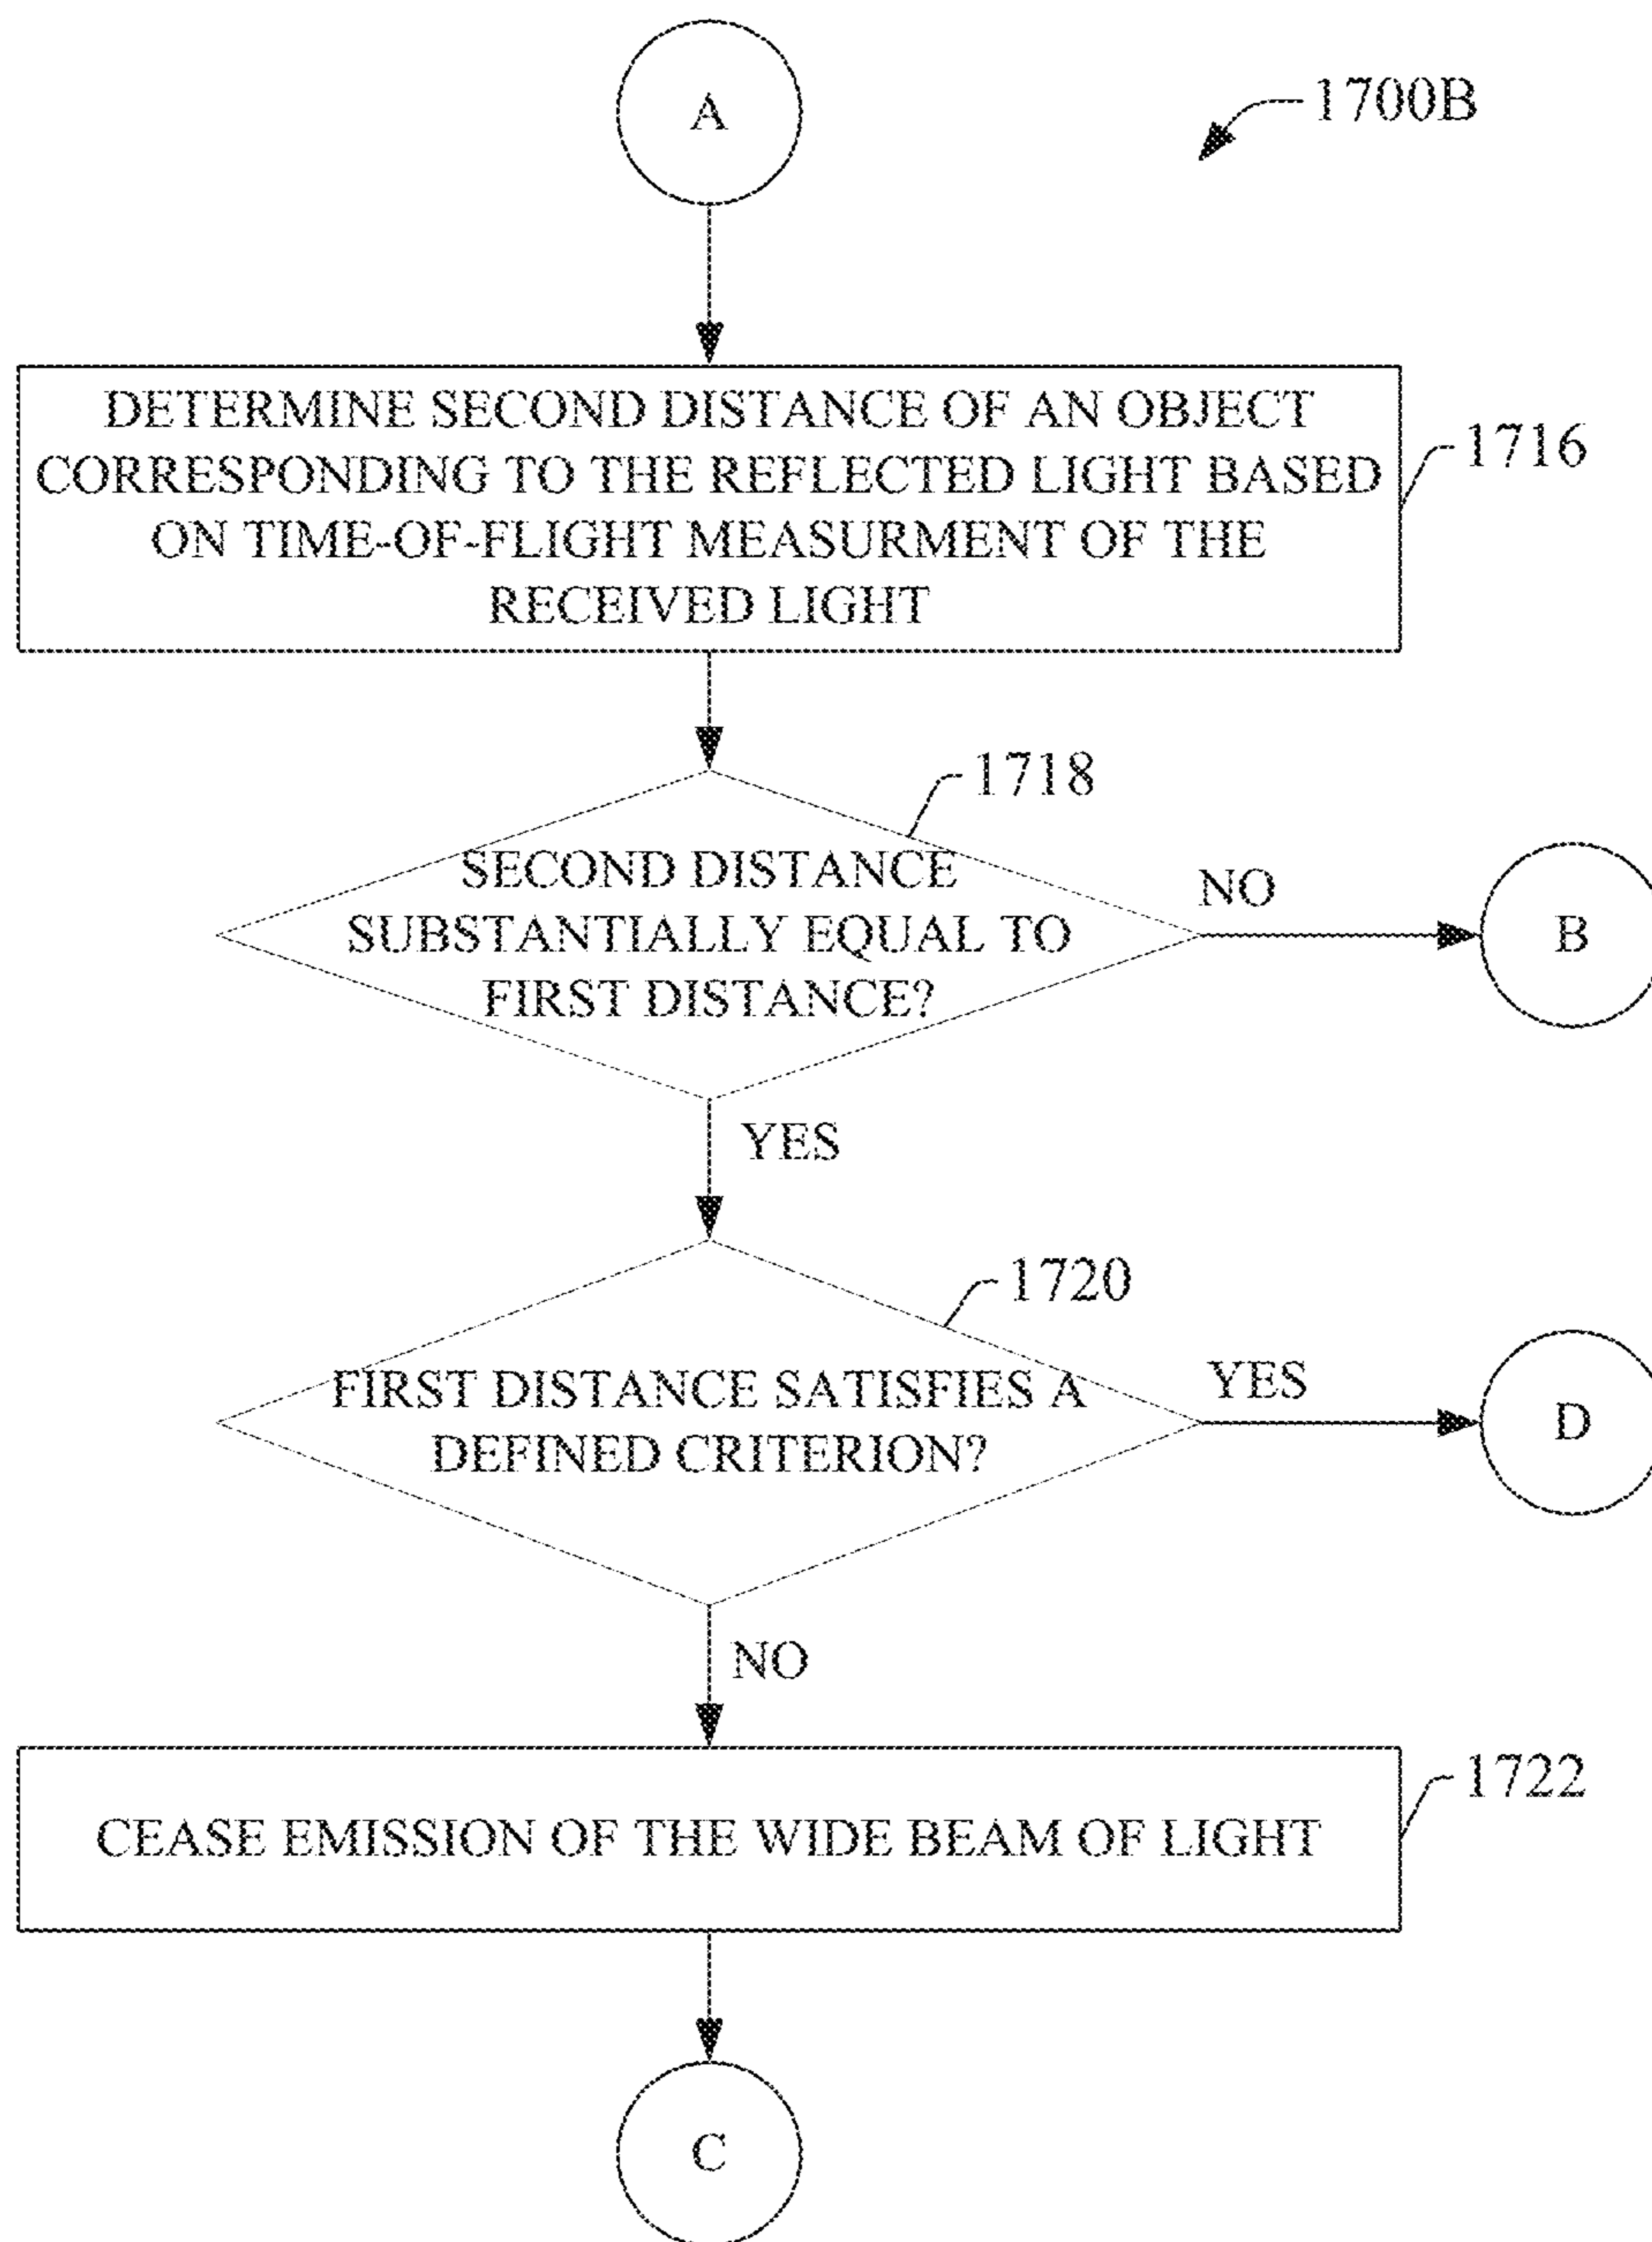 A
1700B
DETERMINE SECOND DISTANCE OF AN OBJECT
CORRESPONDING TO THE REFLECTED LIGHT BASED
ON TIME-OF-FLIGHT MEASURMENT OF THE
RECEIVED LIGHT
1716
1718
SECOND DISTANCE
SUBSTANTIALLY EQUAL TO
FIRST DISTANCE?
NO
B
YES
1720
FIRST DISTANCE SATISFIES A
DEFINED CRITERION?
YES
D
NO
1722
CEASE EMISSION OF THE WIDE BEAM OF LIGHT
C